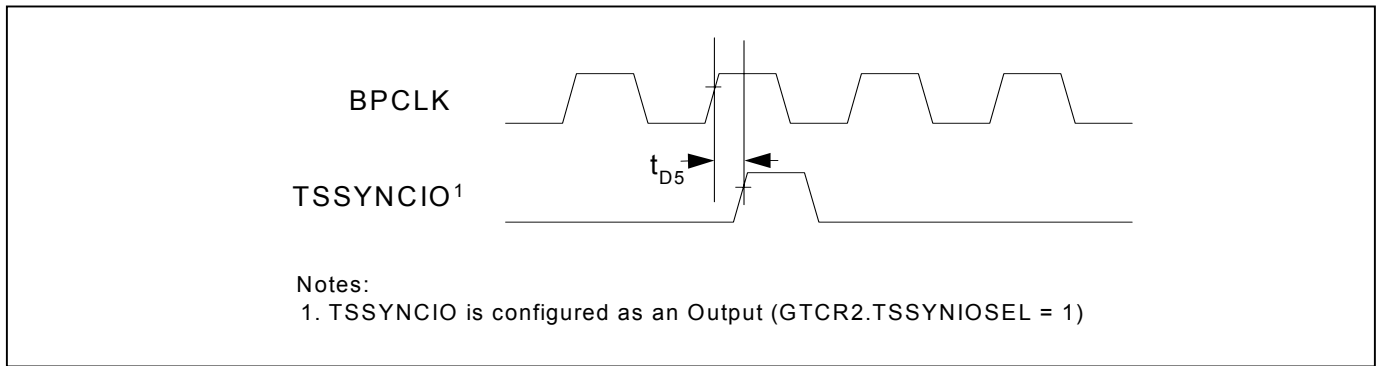 BPCLK
tD5
TSSYNCIO1
Notes:
1. TSSYNCIO is configured as an Output (GTCR2.TSSYNIOSEL = 1)